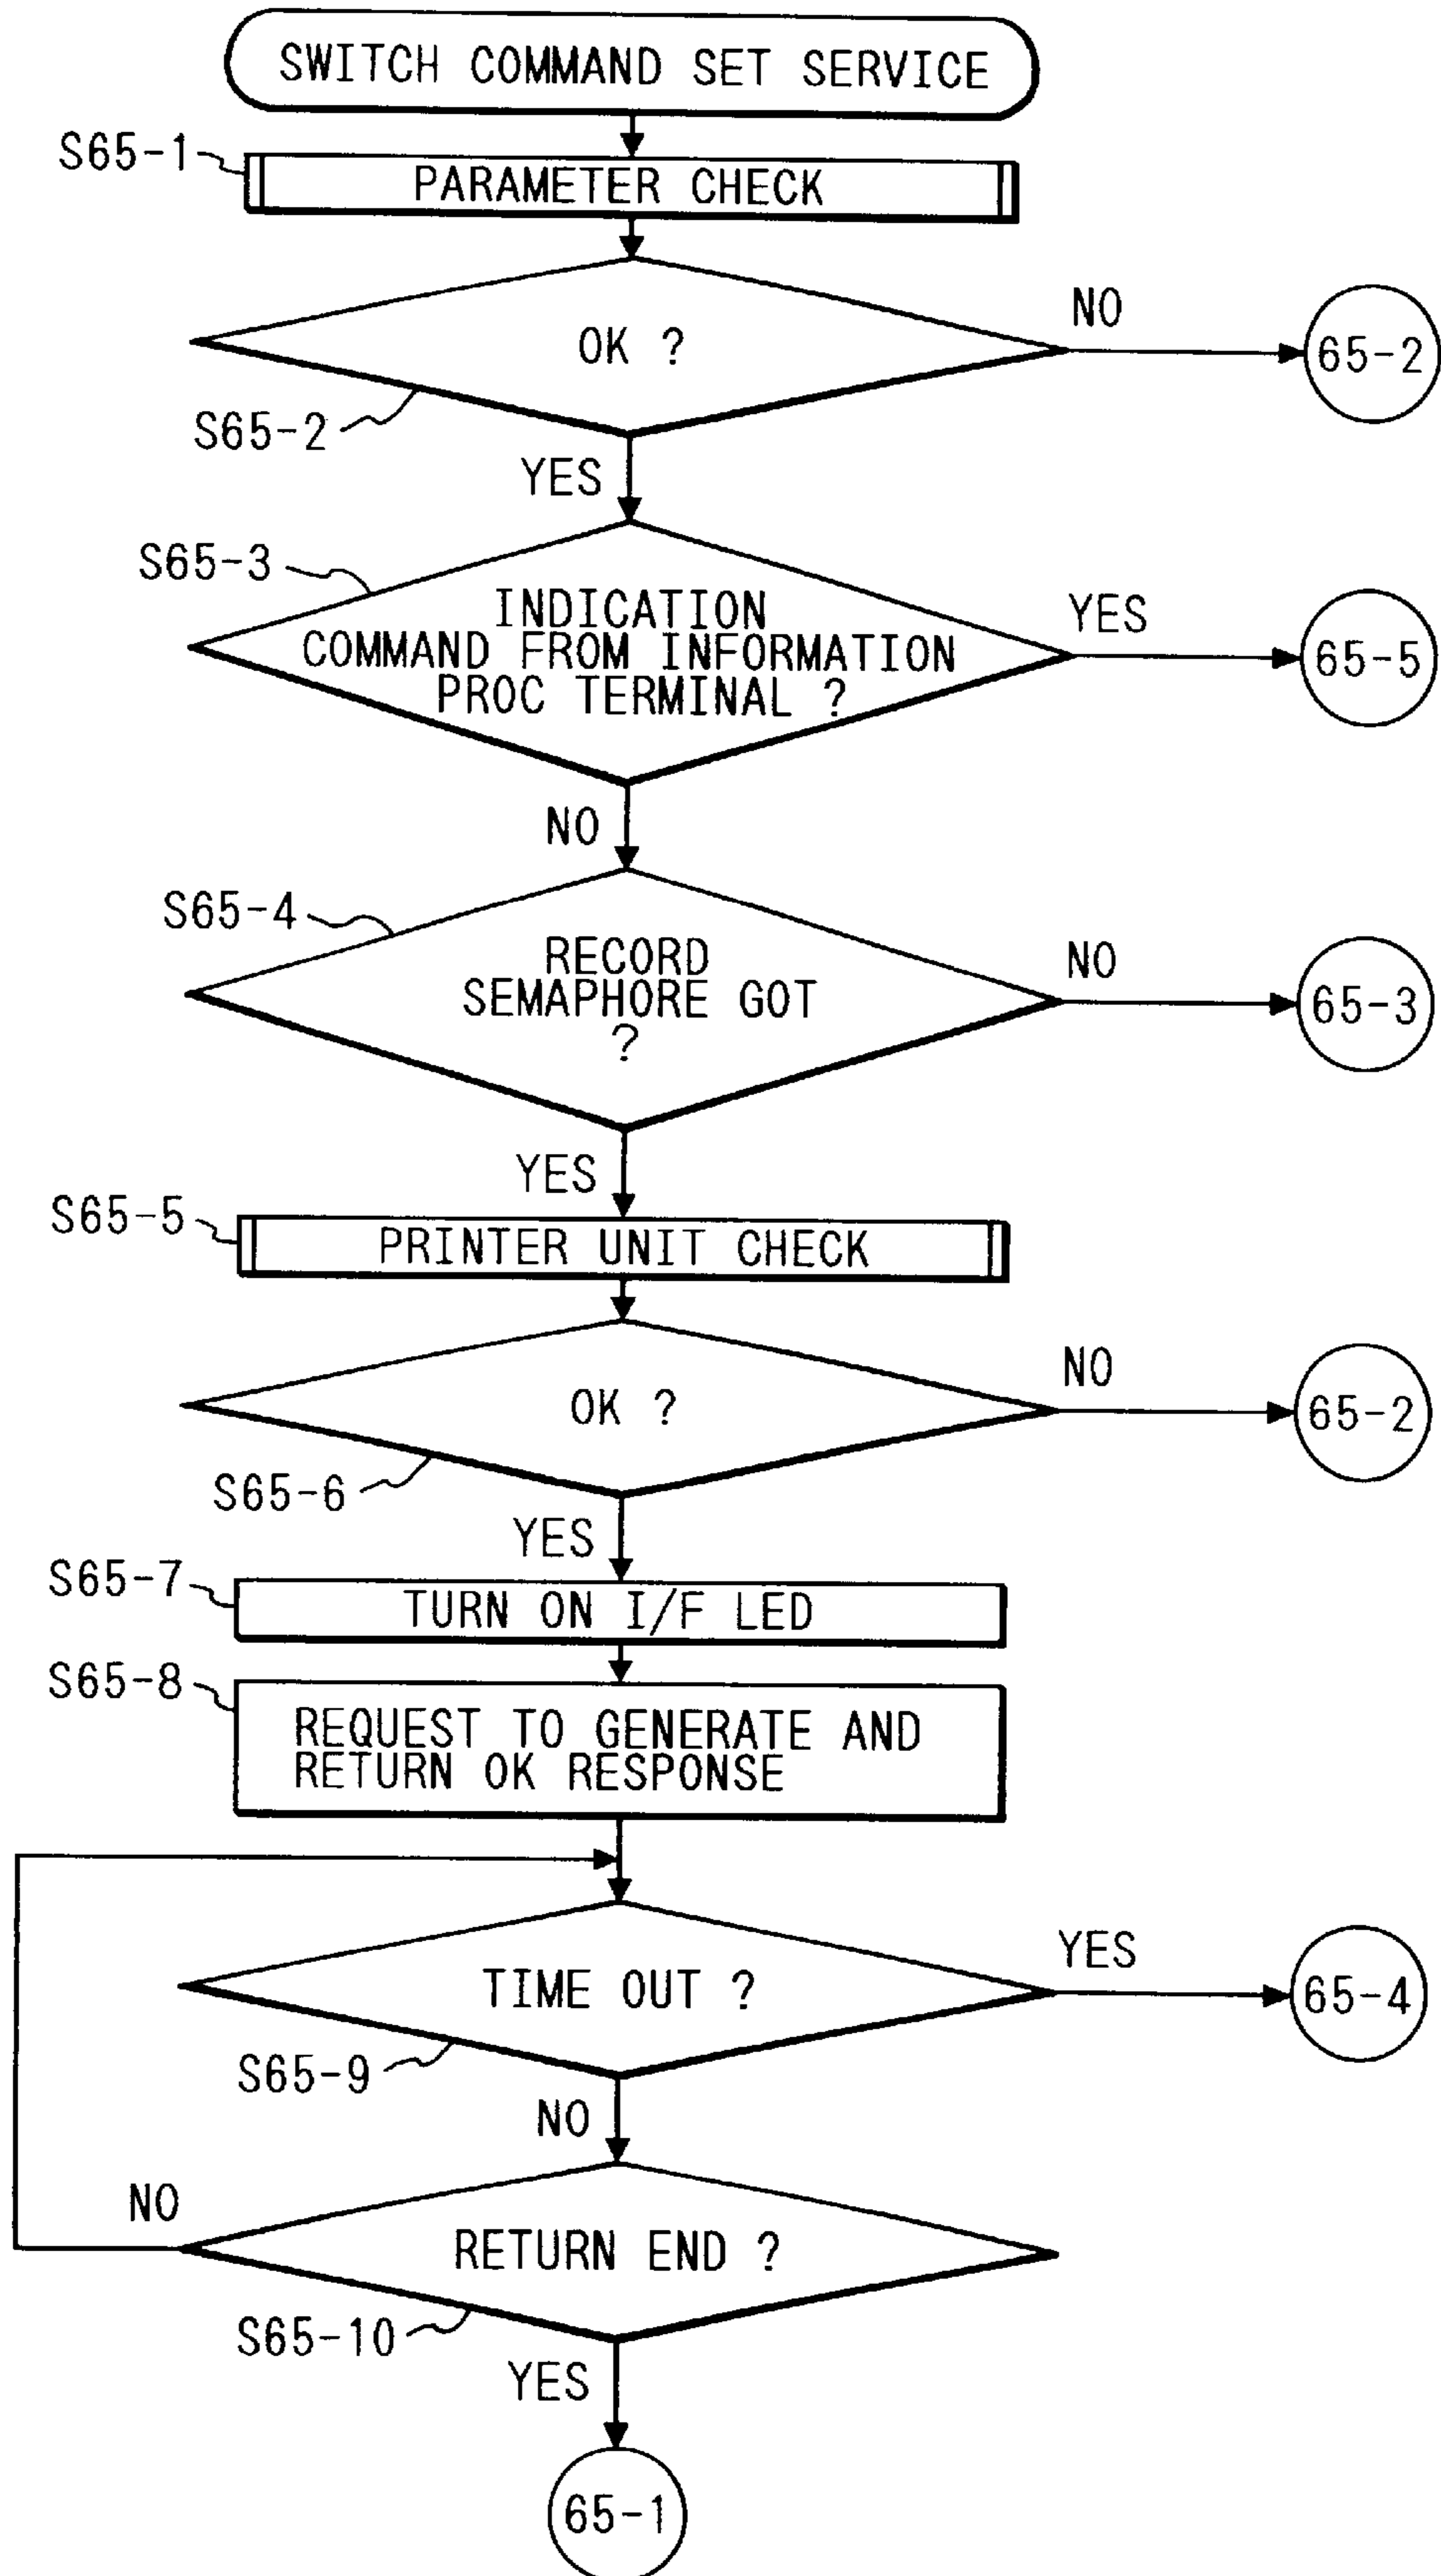 SWITCH COMMAND SET SERVICE
S65-1
PARAMETER CHECK
OK ?
NO
65-2
S65-2
YES
S65-3
INDICATION
COMMAND FROM INFORMATION
PROC TERMINAL ?
YES
65-5
NO
S65-4
RECORD
SEMAPHORE GOT
?
NO
65-3
YES
S65-5
PRINTER UNIT CHECK
OK ?
NO
65-2
S65-6
YES
S65-7
TURN ON I/F LED
S65-8
REQUEST TO GENERATE AND
RETURN OK RESPONSE
TIME OUT ?
YES
65-4
S65-9
NO
NO
RETURN END ?
S65-10
YES
65-1